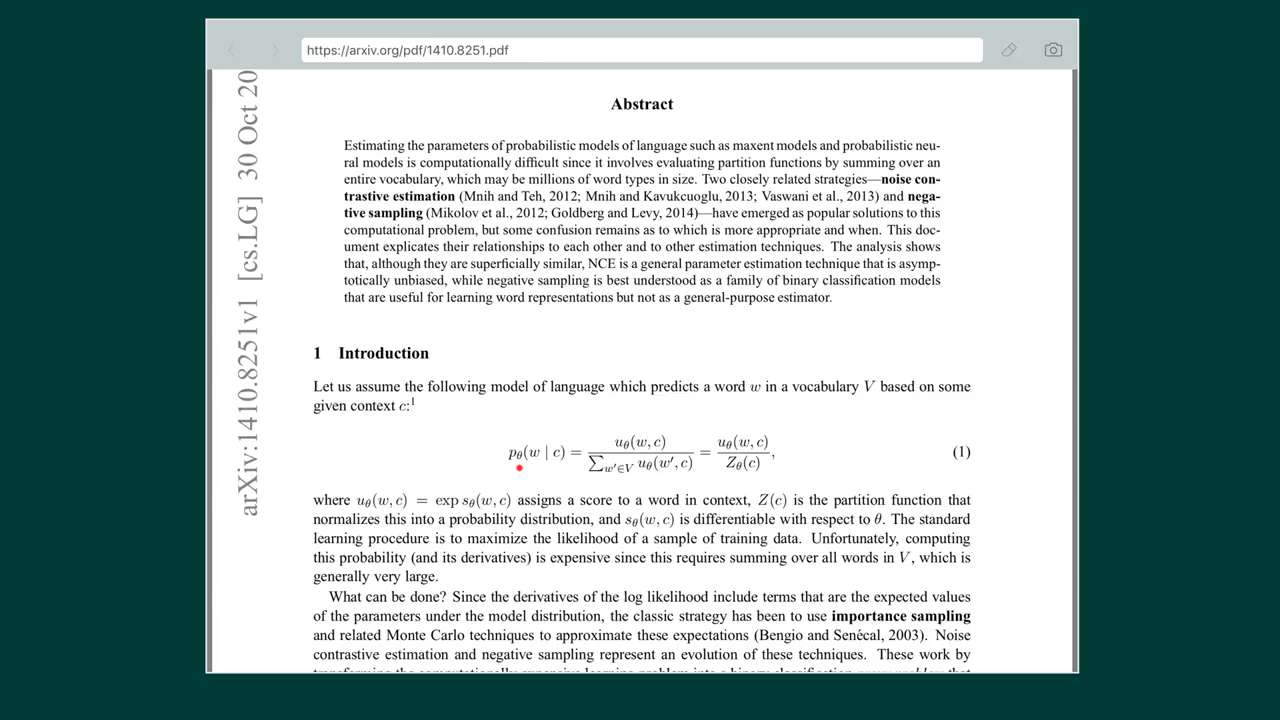 https://arxiv.org/pdf/1410.8251.pdf
arXiv:1410.8251v1 [cs.LG] 30 Oct 20
Abstract
Estimating the parameters of probabilistic models of language such as maxent models and probabilistic neu-
ral models is computationally difficult since it involves evaluating partition functions by summing over an
entire vocabulary, which may be millions of word types in size. Two closely related strategies—noise con-
trastive estimation (Mnih and Teh, 2012; Mnih and Kavukcuoglu, 2013; Vaswani et al., 2013) and nega-
tive sampling (Mikolov et al., 2012; Goldberg and Levy, 2014)—have emerged as popular solutions to this
computational problem, but some confusion remains as to which is more appropriate and when. This doc-
ument explicates their relationships to each other and to other estimation techniques. The analysis shows
that, although they are superficially similar, NCE is a general parameter estimation technique that is asymp-
totically unbiased, while negative sampling is best understood as a family of binary classification models
that are useful for learning word representations but not as a general-purpose estimator.
1 Introduction
Let us assume the following model of language which predicts a word w in a vocabulary V based on some
given context c:¹
p_θ(w | c) = u_θ(w, c) / ∑_{w′∈V} u_θ(w′, c) = u_θ(w, c) / Z_θ(c), (1)
where u_θ(w, c) = exp s_θ(w, c) assigns a score to a word in context, Z(c) is the partition function that
normalizes this into a probability distribution, and s_θ(w, c) is differentiable with respect to θ. The standard
learning procedure is to maximize the likelihood of a sample of training data. Unfortunately, computing
this probability (and its derivatives) is expensive since this requires summing over all words in V, which is
generally very large.
What can be done? Since the derivatives of the log likelihood include terms that are the expected values
of the parameters under the model distribution, the classic strategy has been to use importance sampling
and related Monte Carlo techniques to approximate these expectations (Bengio and Senécal, 2003). Noise
contrastive estimation and negative sampling represent an evolution of these techniques. These work by